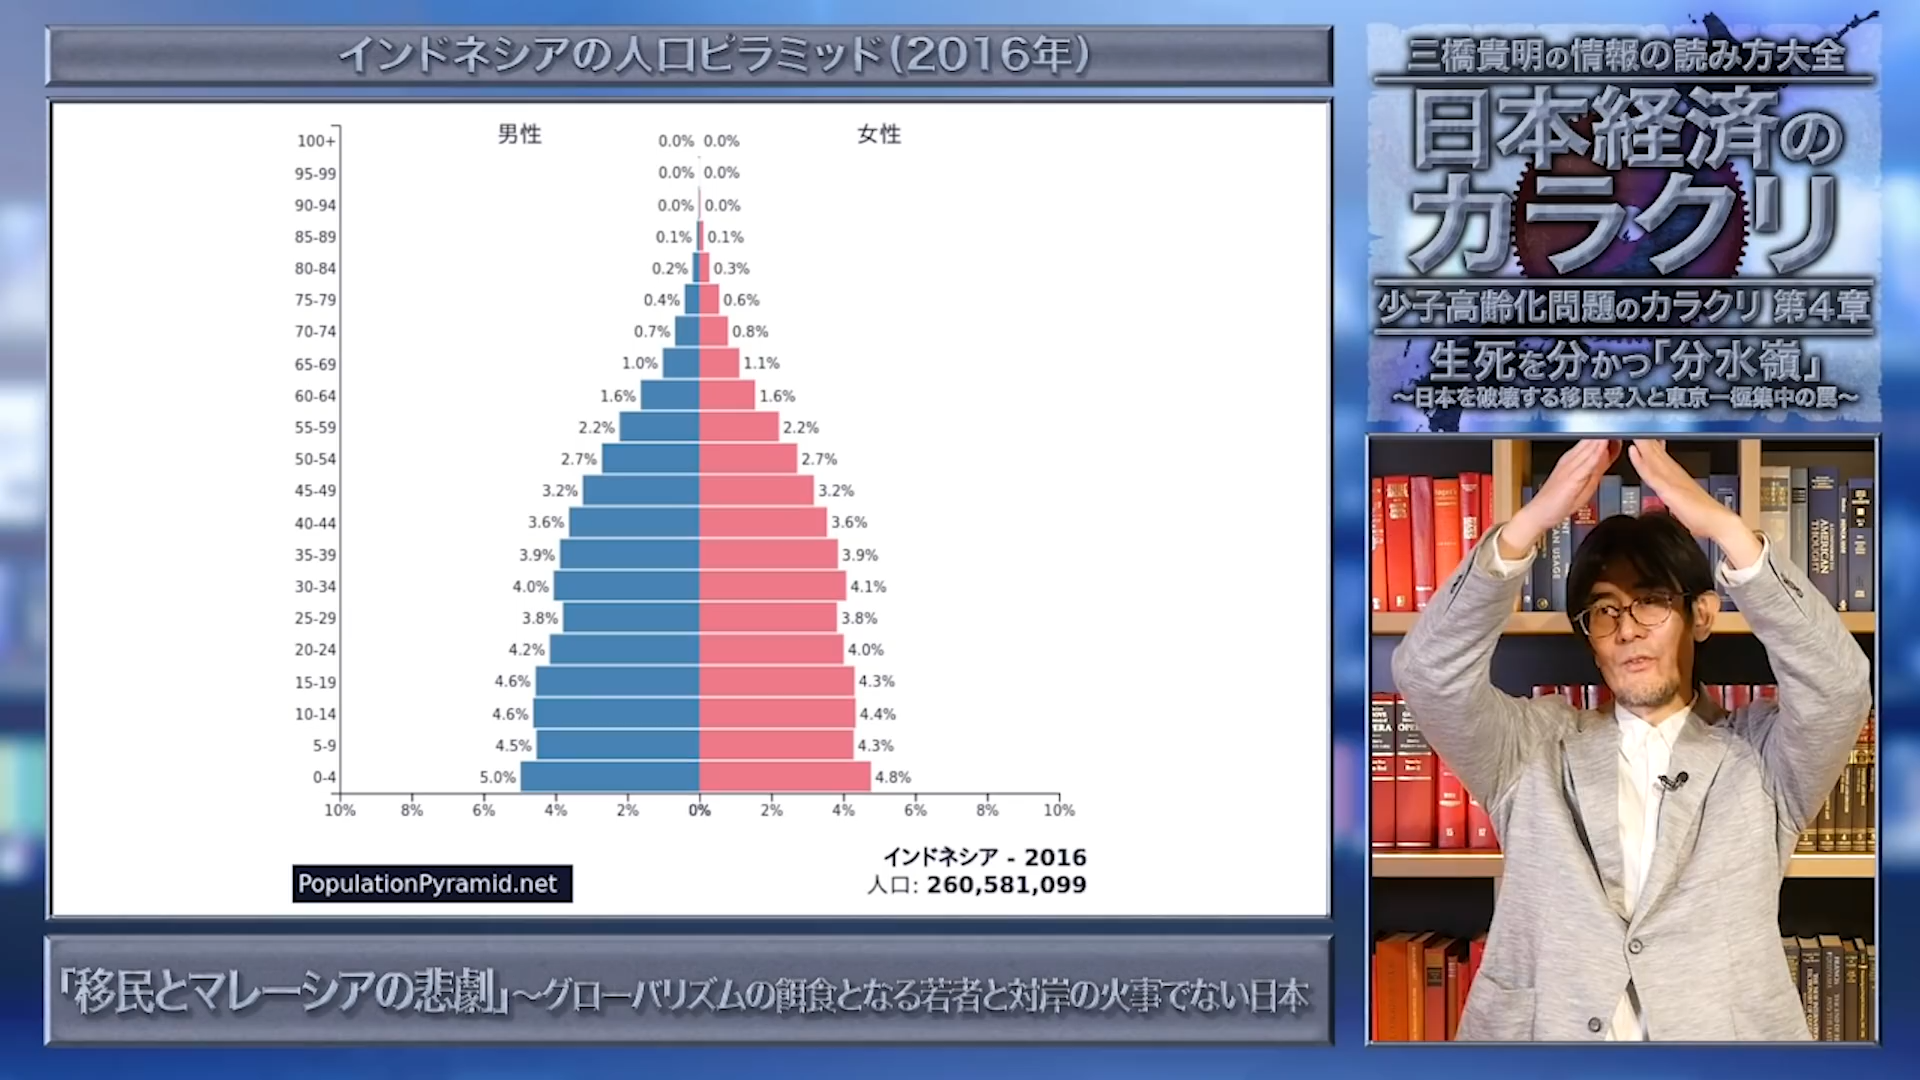 インドネシアの人口ピラミッド(2016年)
男性 女性
100+ 0.0% 0.0%
95-99 0.0% 0.0%
90-94 0.0% 0.0%
85-89 0.1% 0.1%
80-84 0.2% 0.3%
75-79 0.4% 0.6%
70-74 0.7% 0.8%
65-69 1.0% 1.1%
60-64 1.6% 1.6%
55-59 2.2% 2.2%
50-54 2.7% 2.7%
45-49 3.2% 3.2%
40-44 3.6% 3.6%
35-39 3.9% 3.9%
30-34 4.0% 4.1%
25-29 3.8% 3.8%
20-24 4.2% 4.0%
15-19 4.6% 4.3%
10-14 4.6% 4.4%
5-9 4.5% 4.3%
0-4 5.0% 4.8%
10% 8% 6% 4% 2% 0% 2% 4% 6% 8% 10%
インドネシア - 2016
人口: 260,581,099
PopulationPyramid.net
「移民とマレーシアの悲劇」～グローバリズムの餌食となる若者と対岸の火事でない日本
三橋貴明の情報の読み方大全
日本経済の
カラクリ
少子高齢化問題のカラクリ 第4章
生死を分かつ「分水嶺」
～日本を破壊する移民受入と東京一極集中の罠～
AMERICAN
THOUGHT